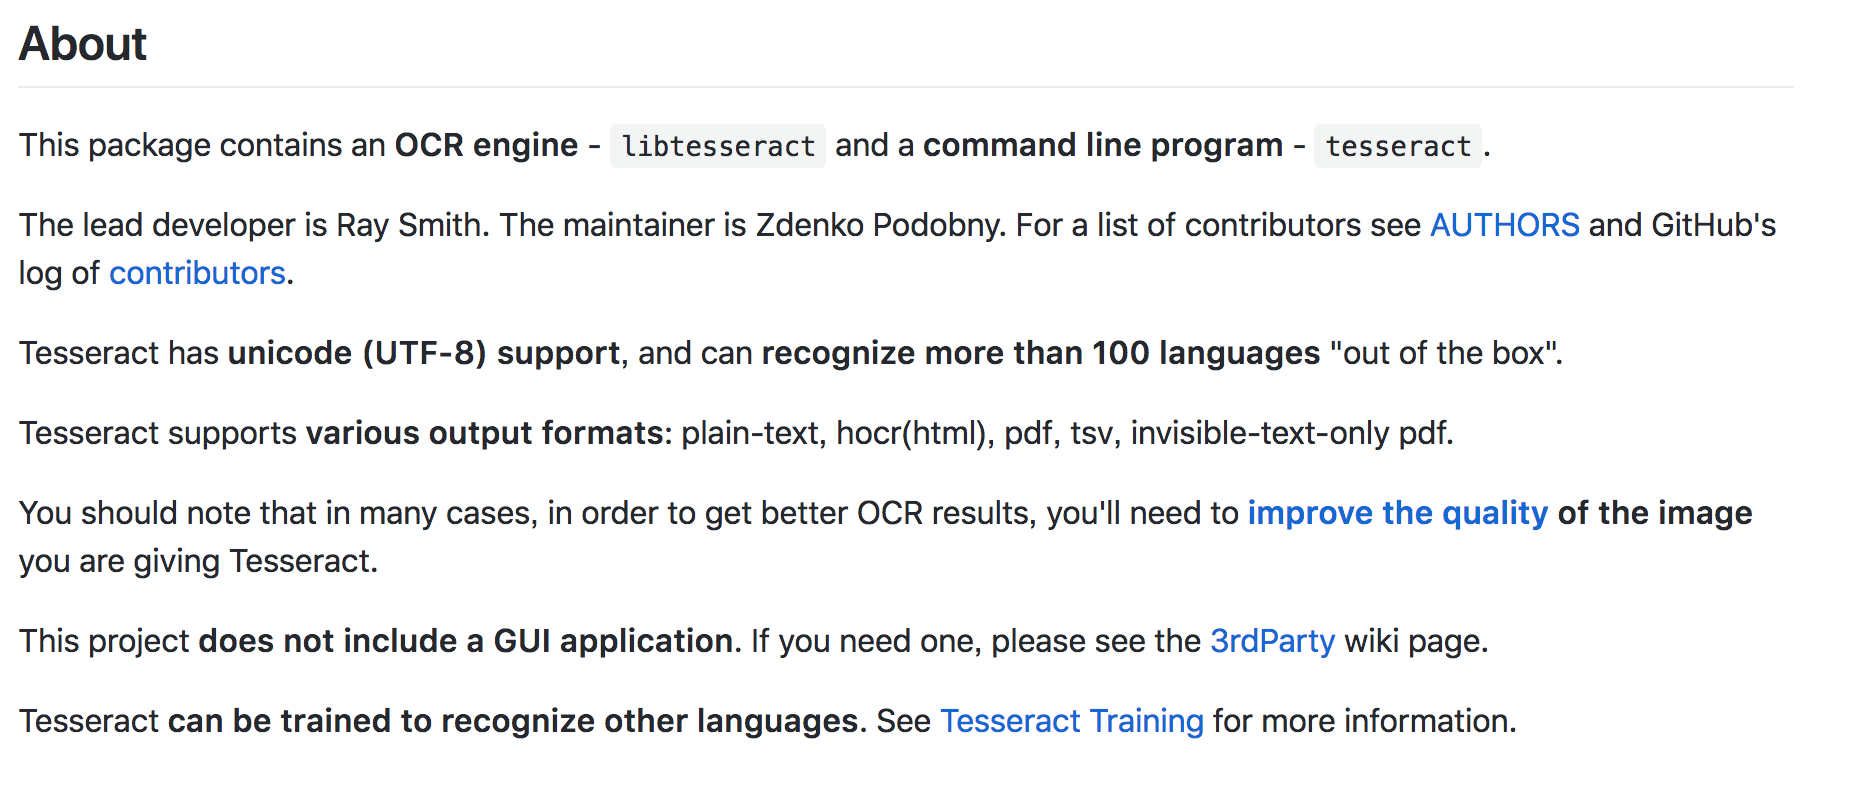 About
This package contains an OCR engine - libtesseract and a command line program - tesseract.
The lead developer is Ray Smith. The maintainer is Zdenko Podobny. For a list of contributors see AUTHORS and GitHub's
log of contributors.
Tesseract has unicode (UTF-8) support, and can recognize more than 100 languages "out of the box".
Tesseract supports various output formats: plain-text, hocr(html), pdf, tsv, invisible-text-only pdf.
You should note that in many cases, in order to get better OCR results, you'll need to improve the quality of the image
you are giving Tesseract.
This project does not include a GUI application. If you need one, please see the 3rdParty wiki page.
Tesseract can be trained to recognize other languages. See Tesseract Training for more information.